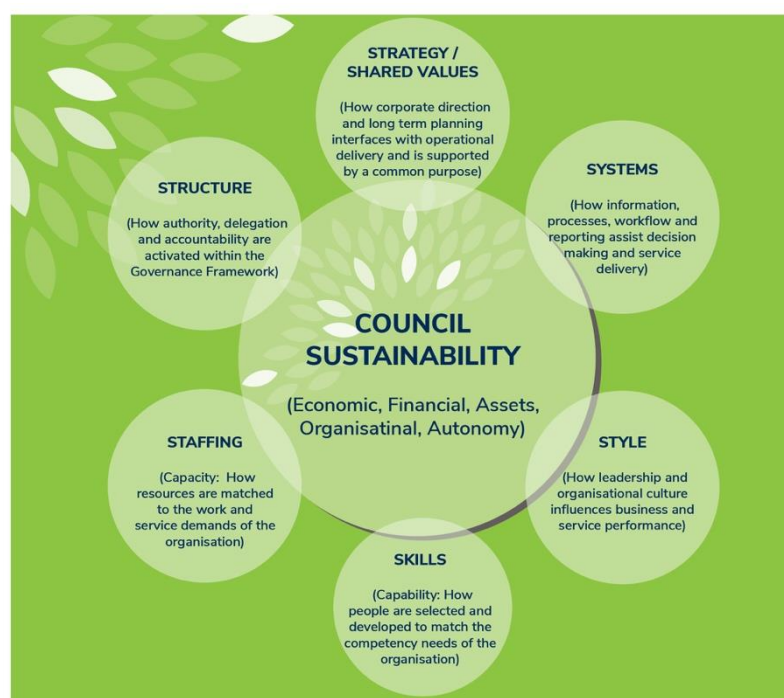 STRATEGY /
SHARED VALUES
(How corporate direction
and long term planning
interfaces with operational
delivery and is supported
by a common purpose)
SYSTEMS
(How information,
processes, workflow and
reporting assist decision
making and service
delivery)
STRUCTURE
(How authority, delegation
and accountability are
activated within the
Governance Framework)
COUNCIL
SUSTAINABILITY
(Economic, Financial, Assets,
Organisatinal, Autonomy)
STAFFING
(Capacity: How
resources are matched
to the work and
service demands of the
organisation)
STYLE
(How leadership and
organisational culture
influences business and
service performance)
SKILLS
(Capability: How
people are selected and
developed to match the
competency needs of the
organisation)